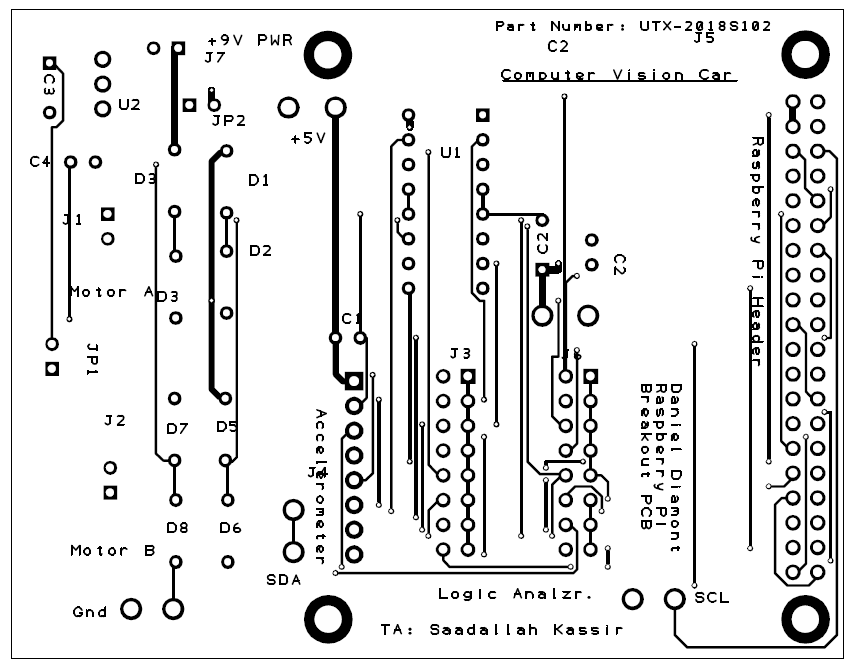 Part Number: UTX-2018S102
+9V PWR
J5
C2
J7
Computer Vision Car
C3
U2
JP2
+5V
U1
C4
D3
D1
Raspberry Pi Header
J1
D2
C2
C2
Motor A
D3
C1
J3
J6
JP1
Daniel Diamont
Raspberry PI
Breakout PCB
J2
D7
D5
Accelerometer
J4
D8
D6
Motor B
SDA
Logic Analzr.
SCL
Gnd
TA: Saadallah Kassir